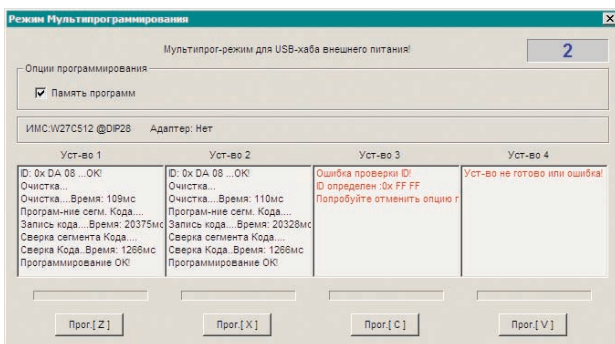 Режим Мультипрограммирования
Мультипрог-режим для USB-хаба внешнего питания!
2
Опции программирования
Память программ
ИМС:W27C512 @DIP28 Адаптер: Нет
Уст-во 1
ID: 0x DA 08 ...OK!
Очистка...
Очистка....Время: 109мс
Програм-ние сегм. Кода....
Запись кода....Время: 20375мс
Сверка сегмента Кода....
Сверка Кода..Время: 1266мс
Программирование OK!
Уст-во 2
ID: 0x DA 08 ...OK!
Очистка...
Очистка....Время: 110мс
Програм-ние сегм. Кода....
Запись кода....Время: 20328мс
Сверка сегмента Кода....
Сверка Кода..Время: 1266мс
Программирование OK!
Уст-во 3
Ошибка проверки ID!
ID определен :0x FF FF
Попробуйте отменить опцию г
Уст-во 4
Уст-во не готово или ошибка!
Прог.[ Z ]
Прог.[ X ]
Прог.[ C ]
Прог.[ V ]